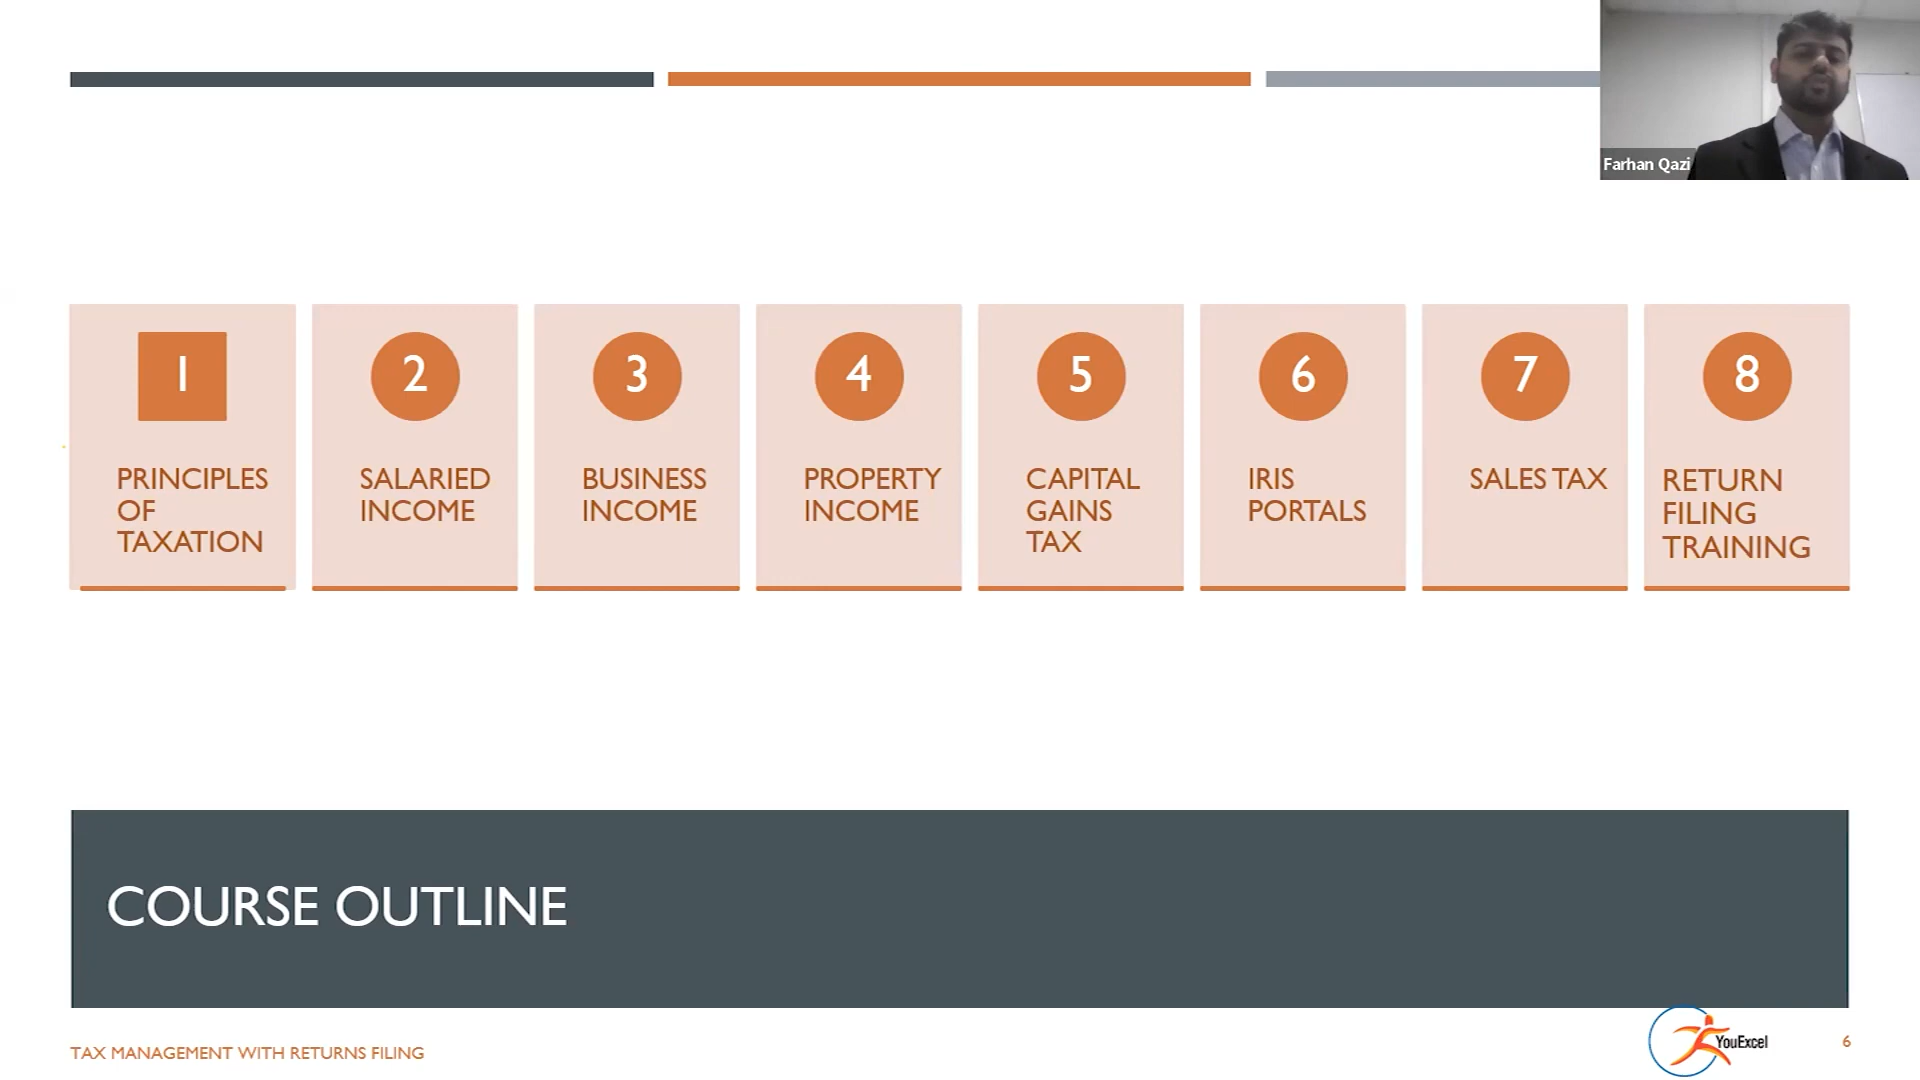 Farhan Qazi
1
PRINCIPLES
OF
TAXATION
2
SALARIED
INCOME
3
BUSINESS
INCOME
4
PROPERTY
INCOME
5
CAPITAL
GAINS
TAX
6
IRIS
PORTALS
7
SALES TAX
8
RETURN
FILING
TRAINING
COURSE OUTLINE
TAX MANAGEMENT WITH RETURNS FILING
YouExcel
6